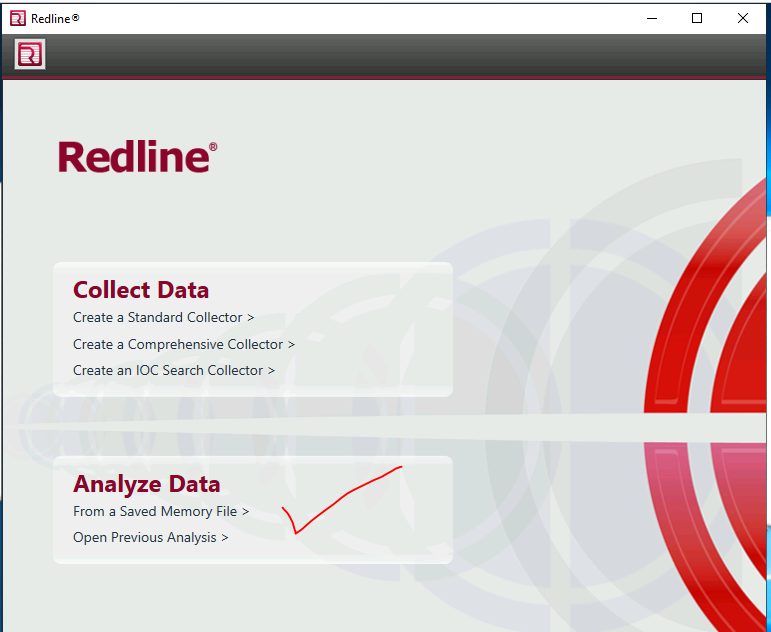 Redline®
Redline®
Collect Data
Create a Standard Collector >
Create a Comprehensive Collector >
Create an IOC Search Collector >
Analyze Data
From a Saved Memory File >
Open Previous Analysis >